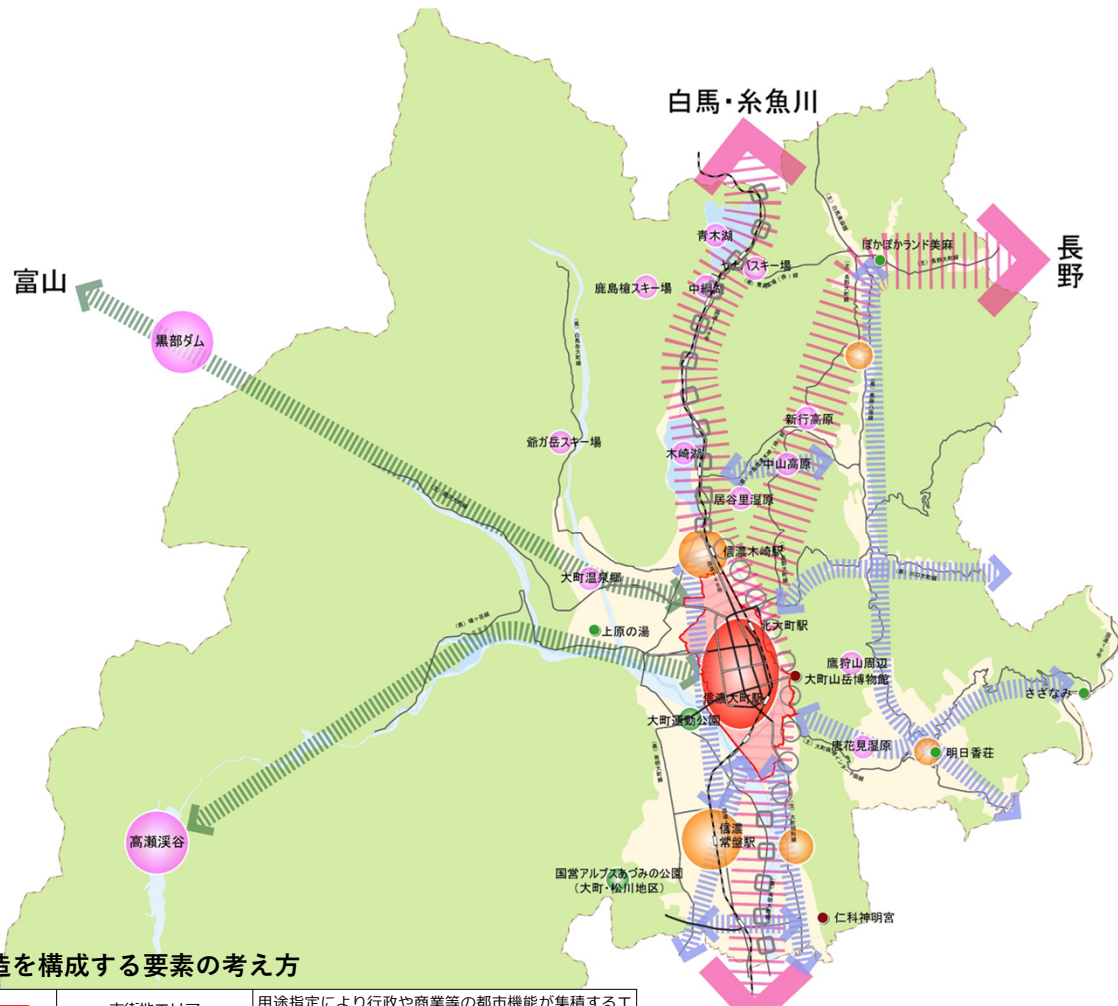 白馬・糸魚川
長野
富山
青木湖
ぽかぽかランド美麻
ヤナバスキー場
鹿島槍スキー場
中綱湖
黒部ダム
新行高原
爺ガ岳スキー場
木崎湖
中山高原
居谷里湿原
信濃木崎駅
大町温泉郷
上原の湯
北大町駅
鷹狩山周辺
大町山岳博物館
信濃大町駅
さざなみ
大町運動公園
唐花見湿原
明日香荘
高瀬渓谷
信濃
常盤駅
国営アルプスあづみの公園
（大町・松川地区）
仁科神明宮
造を構成する要素の考え方
市街地エリア
用途指定により行政や商業等の都市機能が集積するエ